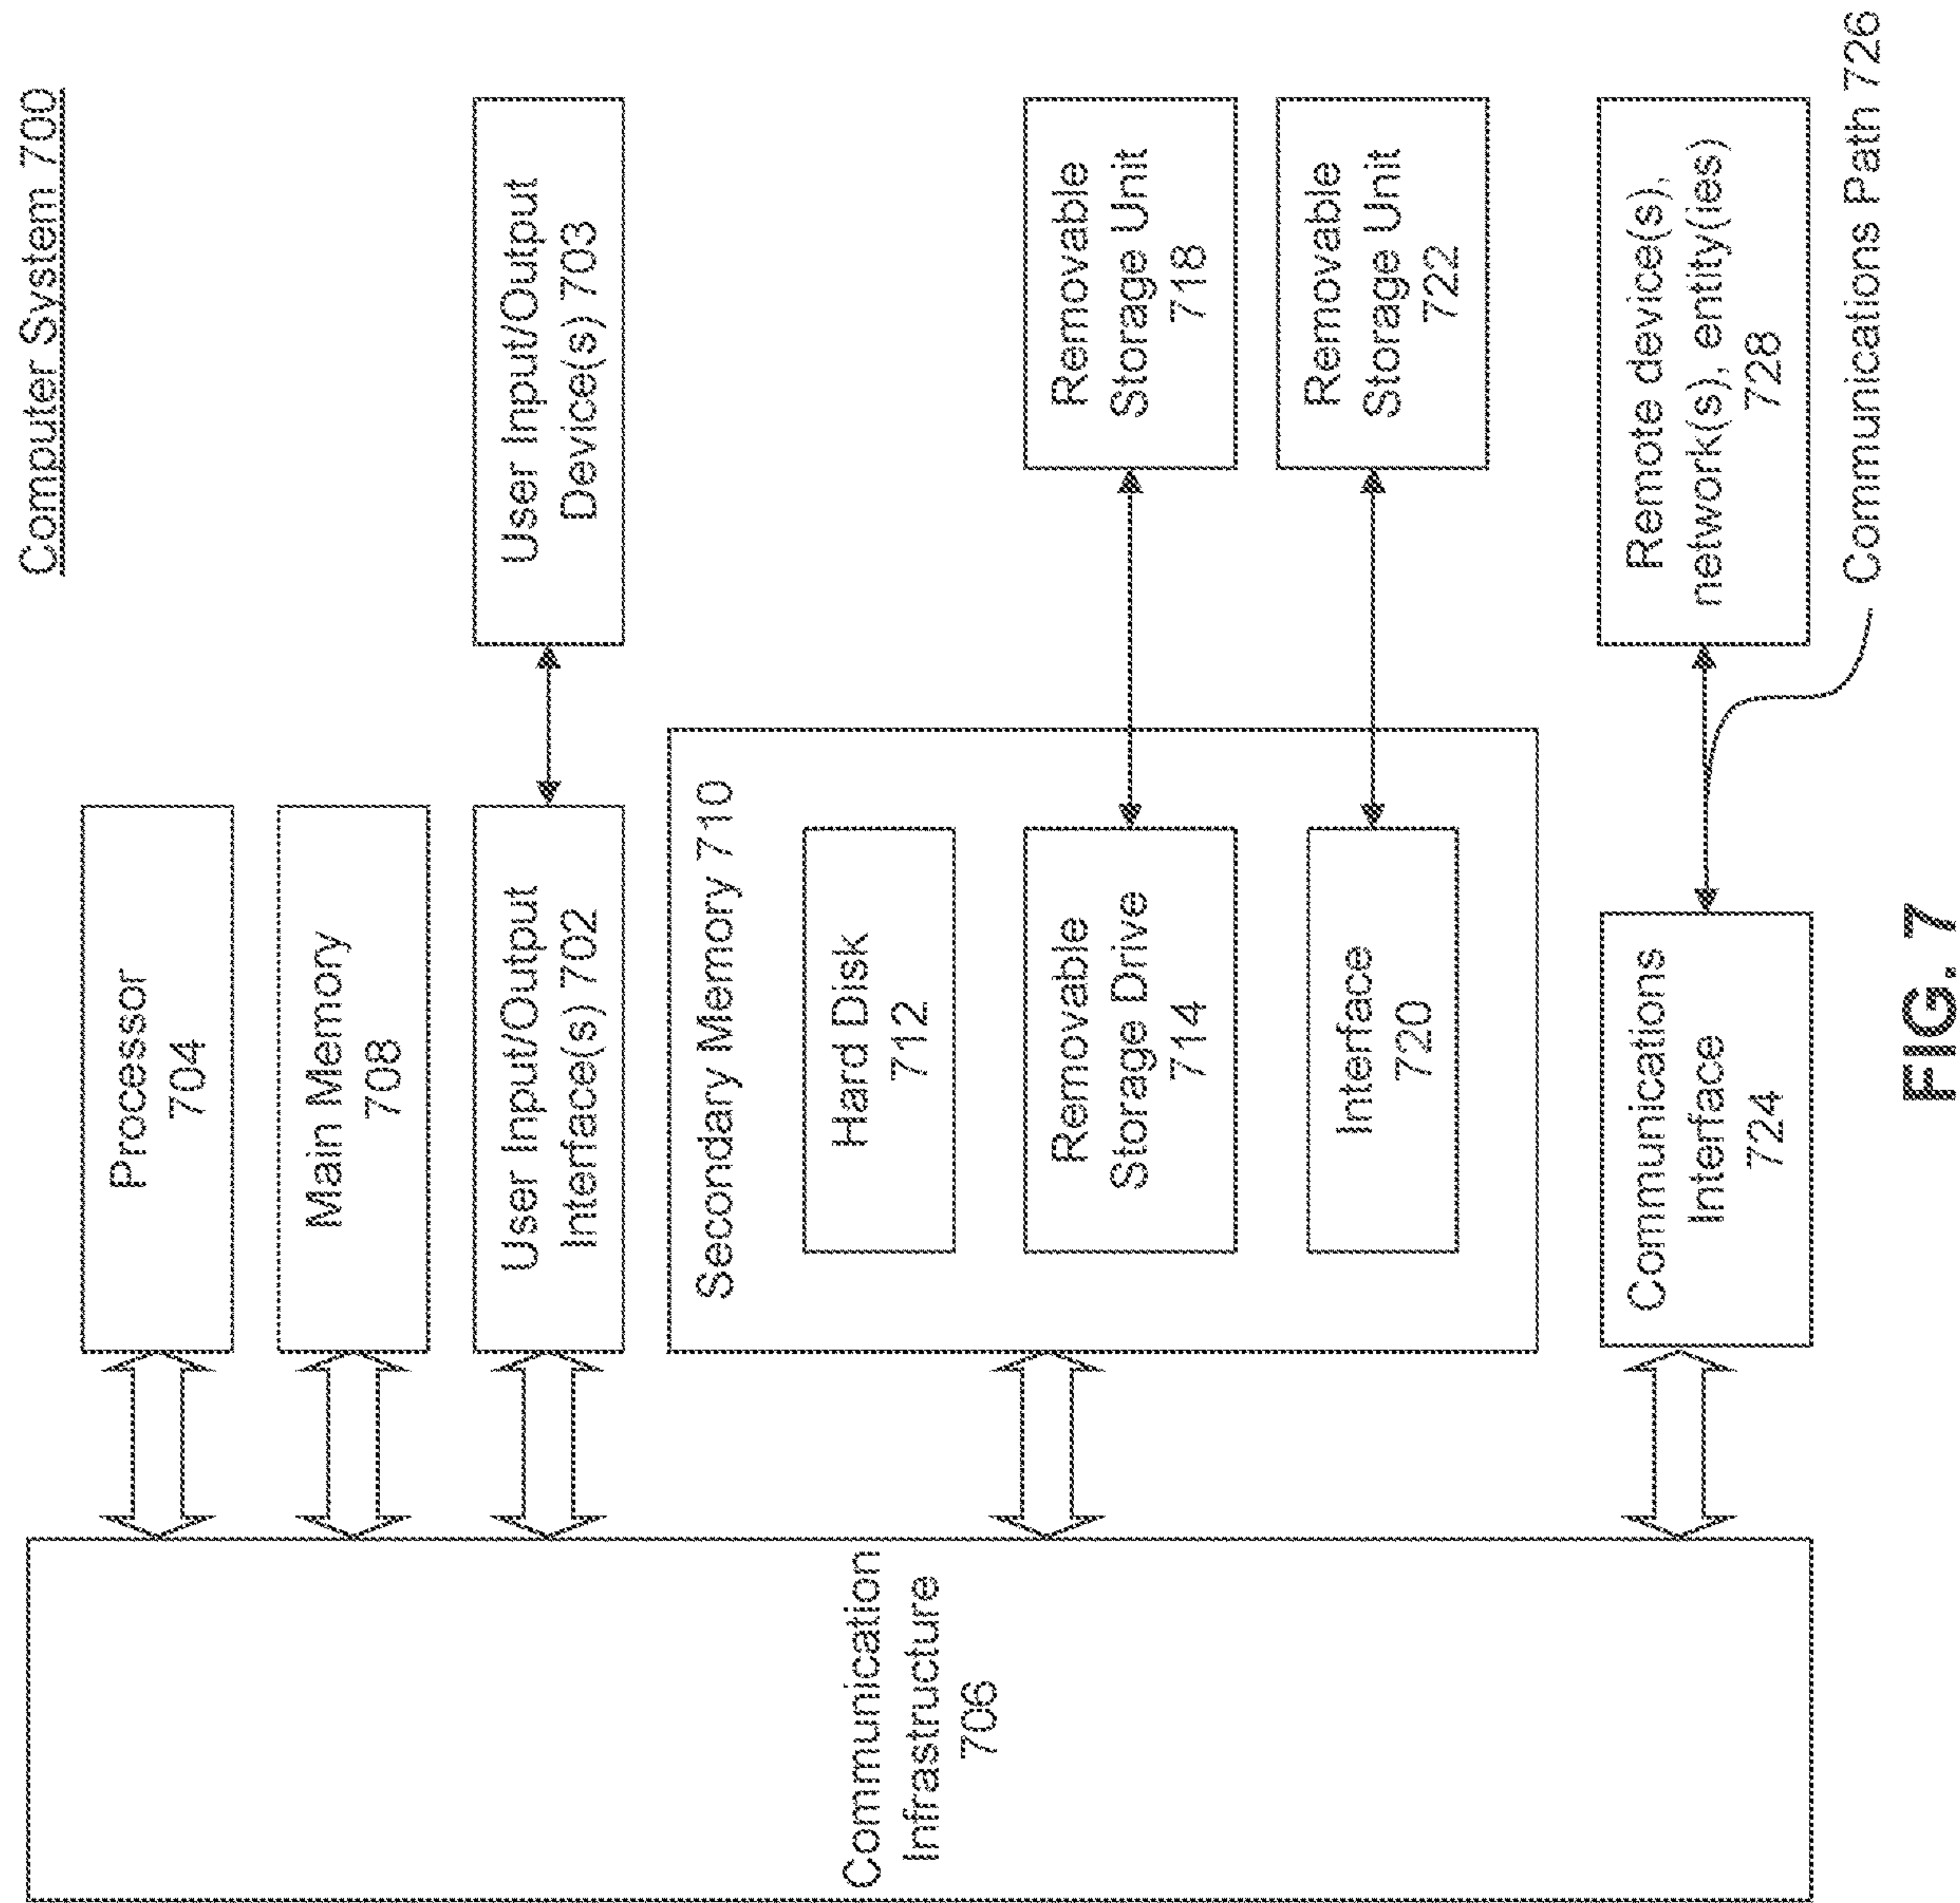 Computer System 700
Processor
704
Main Memory
708
User Input/Output
Interface(s) 702
User Input/Output
Device(s) 703
Secondary Memory 710
Hard Disk
712
Removable
Storage Drive
714
Removable
Storage Unit
718
Interface
720
Removable
Storage Unit
722
Communication
Infrastructure
706
Communications
Interface
724
Remote device(s),
network(s), entity(ies)
728
Communications Path 726
FIG. 7